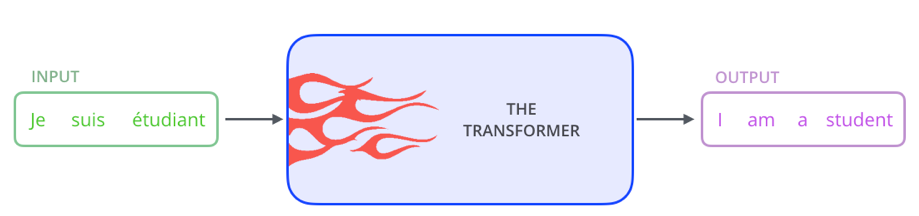 INPUT
Je suis étudiant
THE
TRANSFORMER
OUTPUT
I am a student